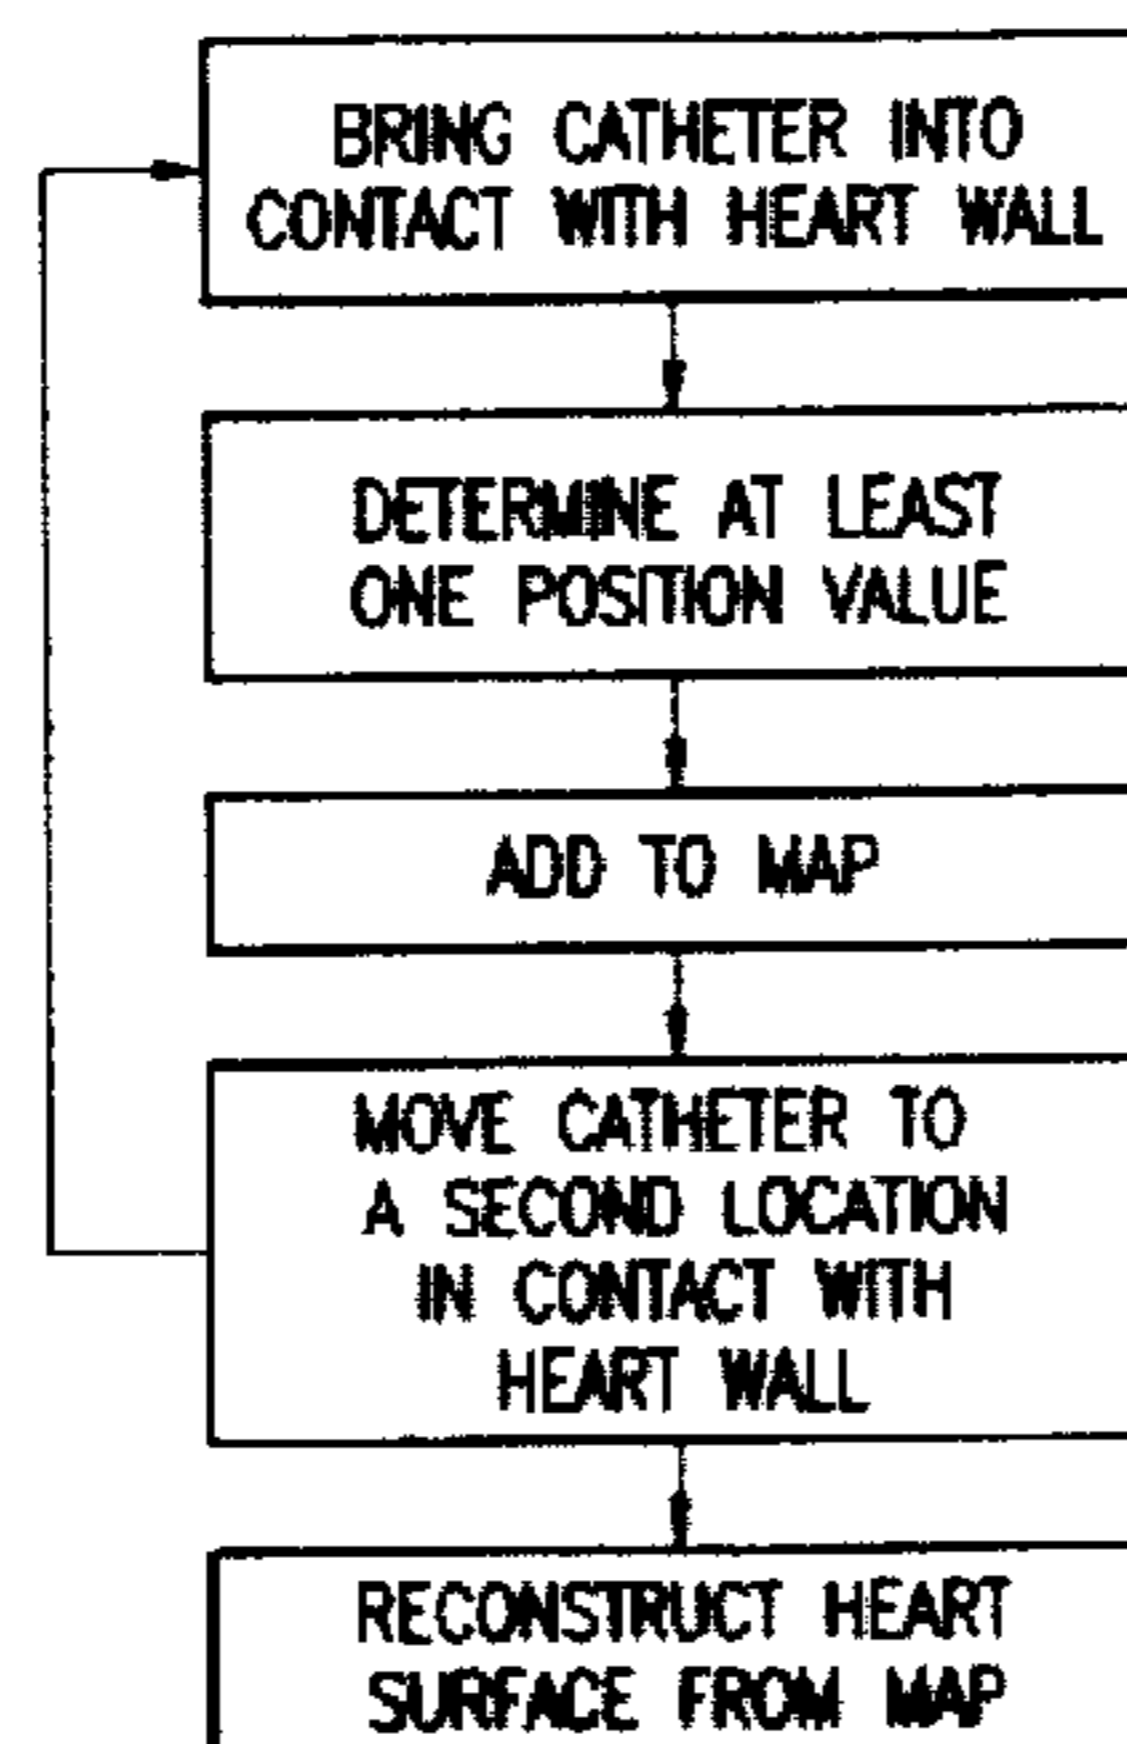 BRING CATHETER INTO
CONTACT WITH HEART WALL
DETERMINE AT LEAST
ONE POSITION VALUE
ADD TO MAP
MOVE CATHETER TO
A SECOND LOCATION
IN CONTACT WITH
HEART WALL
RECONSTRUCT HEART
SURFACE FROM MAP